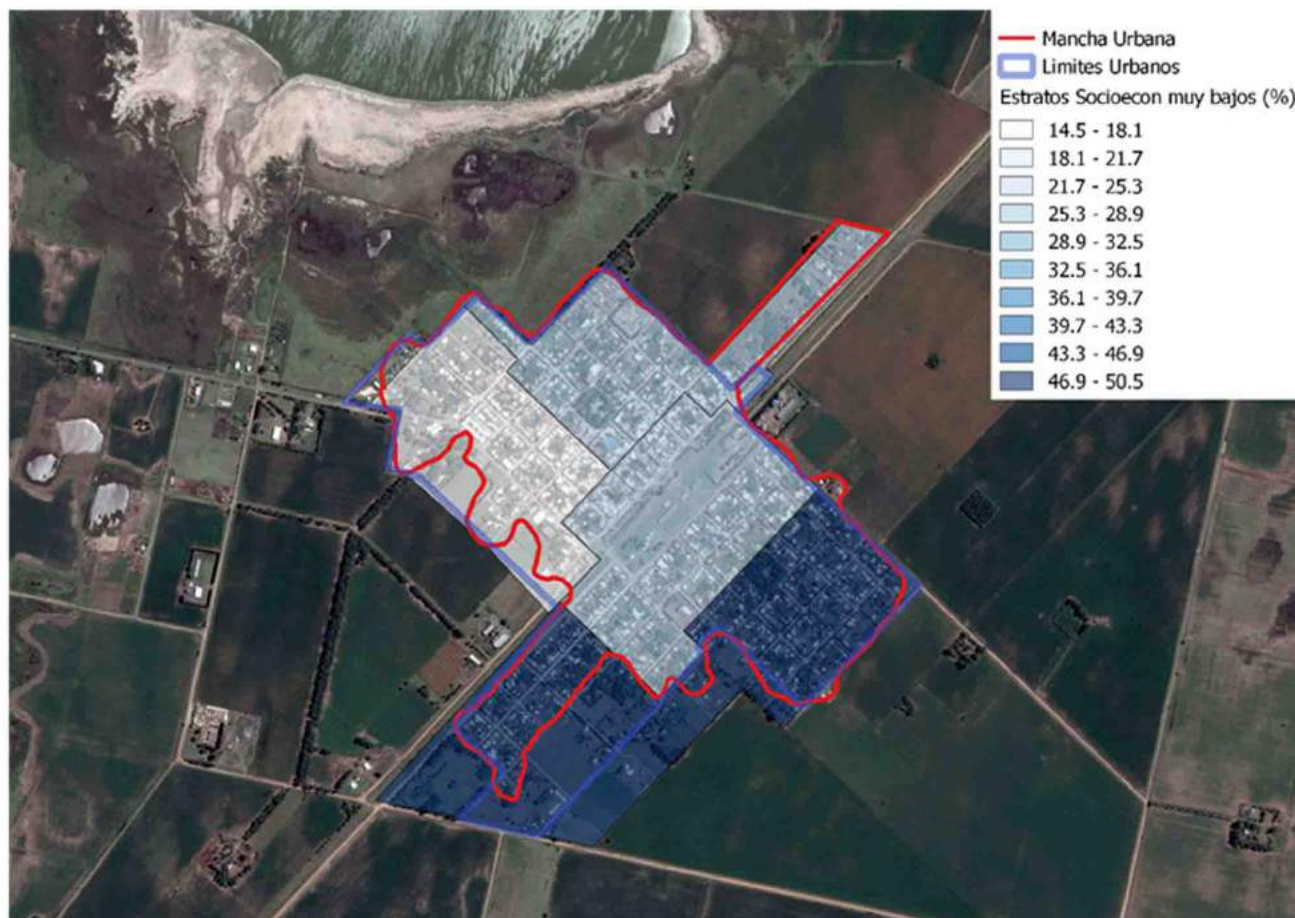 Mancha Urbana
Limites Urbanos
Estratos Socioecon muy bajos (%)
14.5 - 18.1
18.1 - 21.7
21.7 - 25.3
25.3 - 28.9
28.9 - 32.5
32.5 - 36.1
36.1 - 39.7
39.7 - 43.3
43.3 - 46.9
46.9 - 50.5